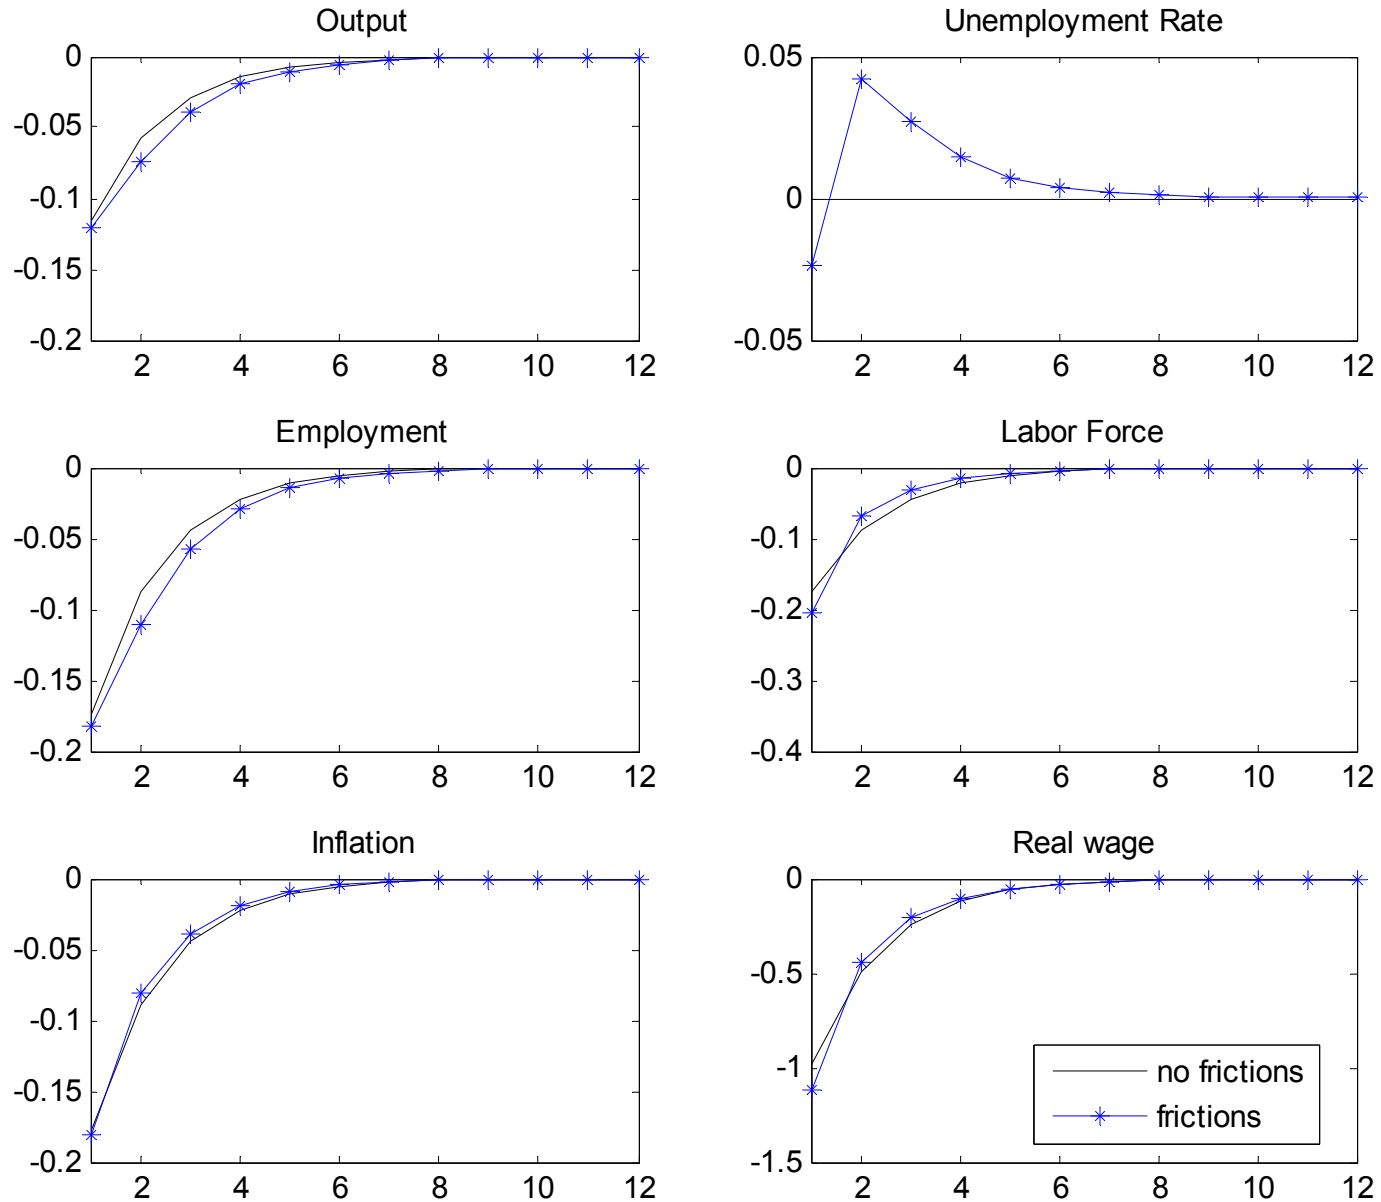 Output
0
-0.05
-0.1
-0.15
-0.2
2 4 6 8 10 12
Unemployment Rate
0.05
0
-0.05
2 4 6 8 10 12
Employment
0
-0.05
-0.1
-0.15
-0.2
2 4 6 8 10 12
Labor Force
0
-0.1
-0.2
-0.3
-0.4
2 4 6 8 10 12
Inflation
0
-0.05
-0.1
-0.15
-0.2
2 4 6 8 10 12
Real wage
0
-0.5
-1
-1.5
no frictions
frictions
2 4 6 8 10 12